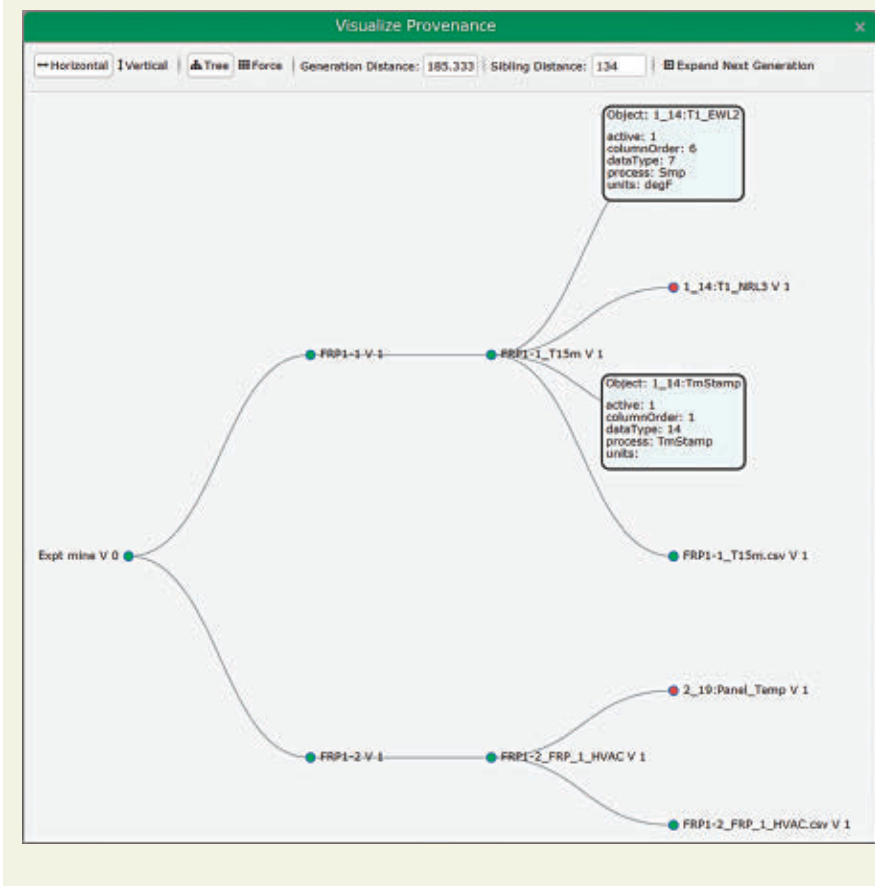 Visualize Provenance ×
Horizontal Vertical Tree Force Generation Distance: 185.333 Sibling Distance: 134 Expand Next Generation
Object: 1_14:T1_EWL2
active: 1
columnOrder: 6
dataType: 7
process: Smp
units: degF
1_14:T1_NRL3 V 1
FRP1-1 V 1
FRP1-1_T15m V 1
Object: 1_14:TmStamp
active: 1
columnOrder: 1
dataType: 14
process: TmStamp
units:
Expt mine V 0
FRP1-1_T15m.csv V 1
2_19:Panel_Temp V 1
FRP1-2 V 1
FRP1-2_FRP_1_HVAC V 1
FRP1-2_FRP_1_HVAC.csv V 1